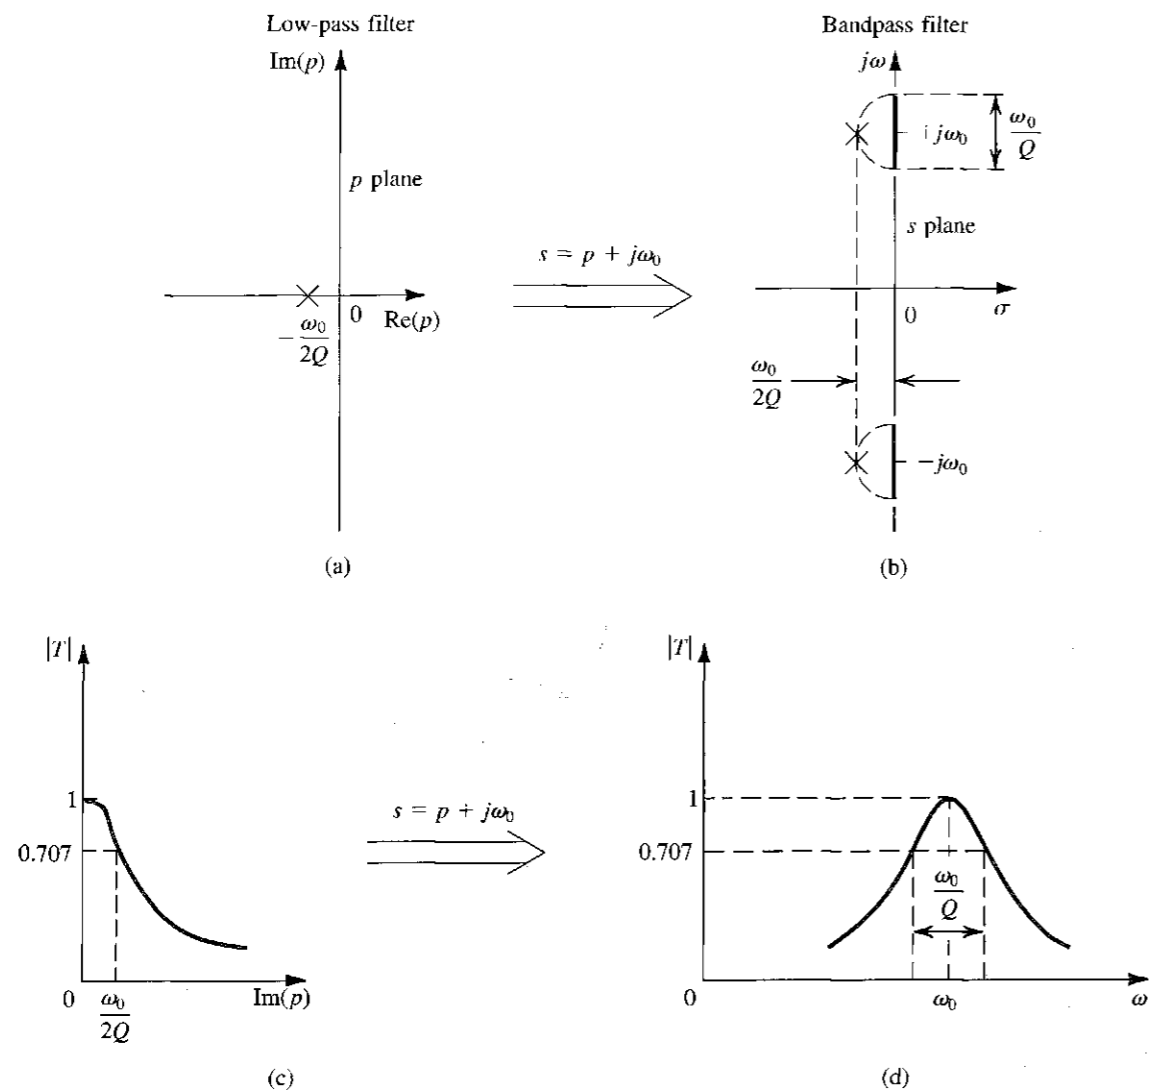 Low-pass filter
Im(p)
p plane
0
Re(p)
−ω₀/2Q
(a)
s = p + jω₀
Bandpass filter
jω
jω₀
ω₀/Q
s plane
0
σ
ω₀/2Q
−jω₀
(b)
|T|
1
0.707
0
ω₀/2Q
Im(p)
(c)
s = p + jω₀
|T|
1
0.707
ω₀/Q
0
ω₀
ω
(d)